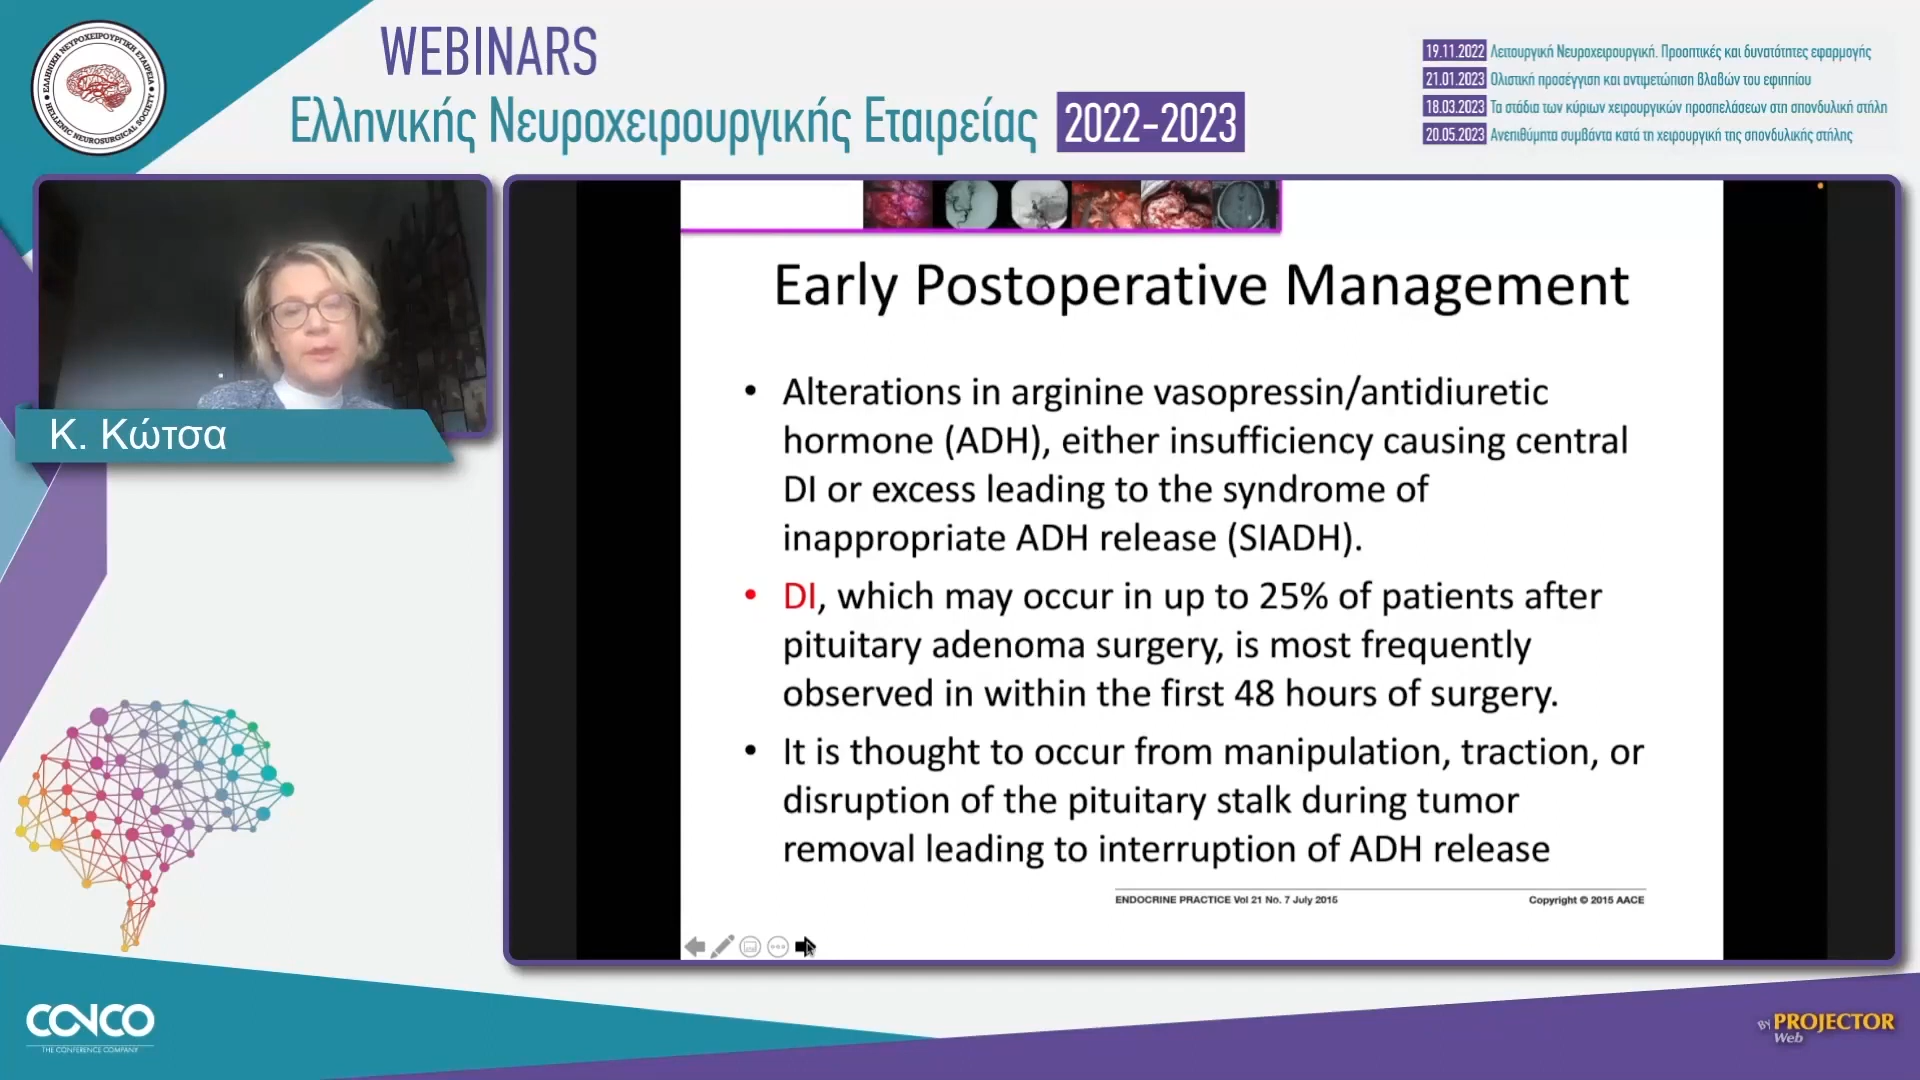 ΕΛΛΗΝΙΚΗ ΝΕΥΡΟΧΕΙΡΟΥΡΓΙΚΗ ΕΤΑΙΡΕΙΑ
HELLENIC NEUROSURGICAL SOCIETY
WEBINARS
Ελληνικής Νευροχειρουργικής Εταιρείας 2022-2023
19.11.2022 Λειτουργική Νευροχειρουργική. Προοπτικές και δυνατότητες εφαρμογής
21.01.2023 Ολιστική προσέγγιση και αντιμετώπιση βλαβών του εφιππίου
18.03.2023 Τα στάδια των κύριων χειρουργικών προσπελάσεων στη σπονδυλική στήλη
20.05.2023 Ανεπιθύμητα συμβάντα κατά τη χειρουργική της σπονδυλικής στήλης
Κ. Κώτσα
Early Postoperative Management
• Alterations in arginine vasopressin/antidiuretic
hormone (ADH), either insufficiency causing central
DI or excess leading to the syndrome of
inappropriate ADH release (SIADH).
• DI, which may occur in up to 25% of patients after
pituitary adenoma surgery, is most frequently
observed in within the first 48 hours of surgery.
• It is thought to occur from manipulation, traction, or
disruption of the pituitary stalk during tumor
removal leading to interruption of ADH release
ENDOCRINE PRACTICE Vol 21 No. 7 July 2015
Copyright © 2015 AACE
CONCO
THE CONFERENCE COMPANY
By PROJECTOR
Web